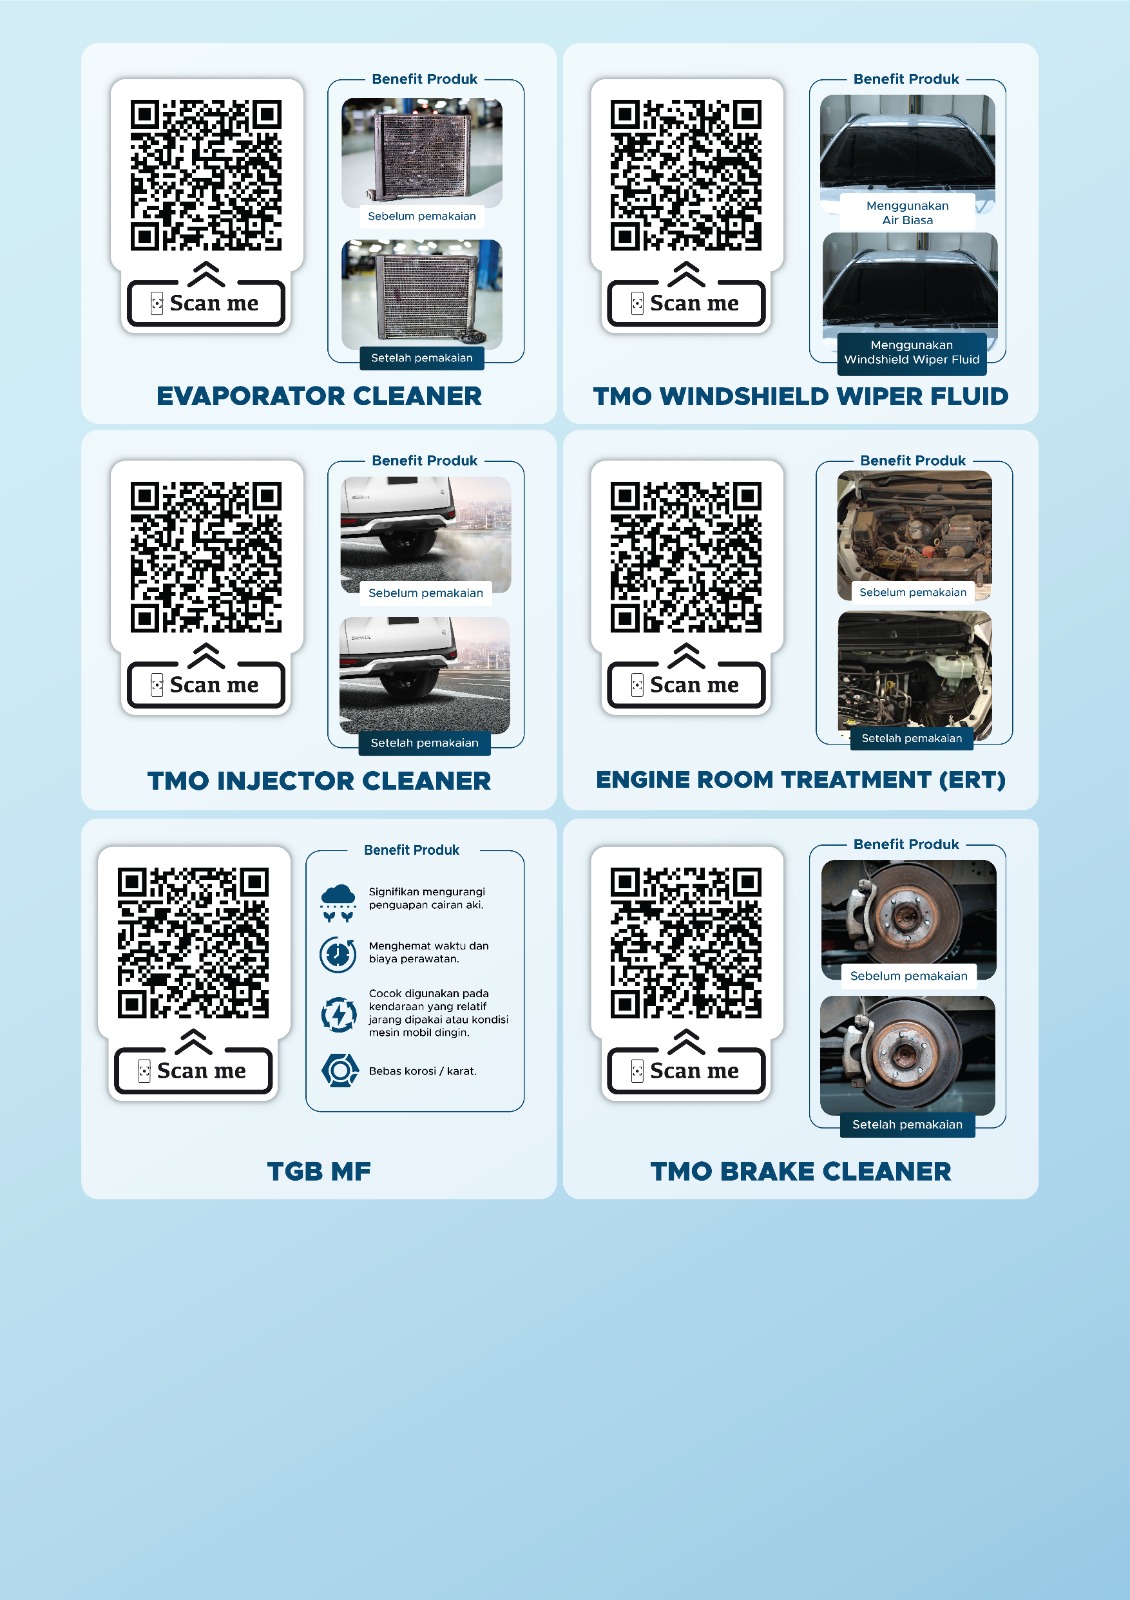 Benefit Produk
Sebelum pemakaian
Setelah pemakaian
Scan me
EVAPORATOR CLEANER
Benefit Produk
Menggunakan
Air Biasa
Menggunakan
Windshield Wiper Fluid
Scan me
TMO WINDSHIELD WIPER FLUID
Benefit Produk
Sebelum pemakaian
Setelah pemakaian
Scan me
TMO INJECTOR CLEANER
Benefit Produk
Sebelum pemakaian
Setelah pemakaian
Scan me
ENGINE ROOM TREATMENT (ERT)
Benefit Produk
Signifikan mengurangi
penguapan cairan aki.
Menghemat waktu dan
biaya perawatan.
Cocok digunakan pada
kendaraan yang relatif
jarang dipakai atau kondisi
mesin mobil dingin.
Bebas korosi / karat.
Scan me
TGB MF
Benefit Produk
Sebelum pemakaian
Setelah pemakaian
Scan me
TMO BRAKE CLEANER